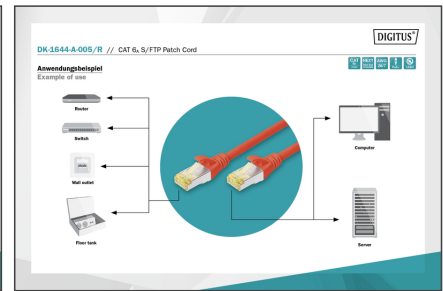 DIGITUS®
DK-1644-A-005/R // CAT 6A S/FTP Patch Cord
Anwendungsbeispiel
Example of use
Router
Switch
Wall outlet
Floor tank
Computer
Server